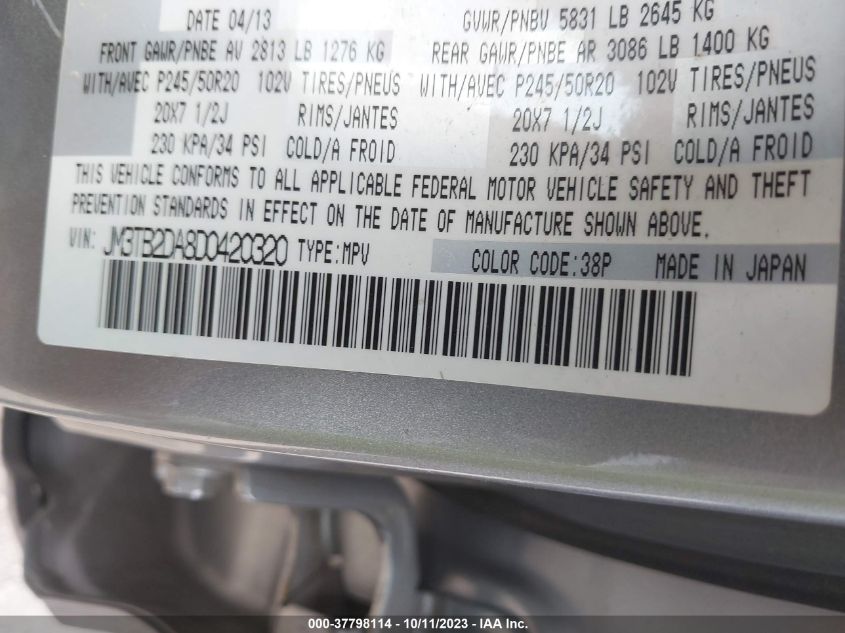 DATE 04/13 GVWR/PNBV 5831 LB 2645 KG
FRONT GAWR/PNBE AV 2813 LB 1276 KG REAR GAWR/PNBE AR 3086 LB 1400 KG
WITH/AVEC P245/50R20 102V TIRES/PNEUS WITH/AVEC P245/50R20 102V TIRES/PNEUS
20X7 1/2J RIMS/JANTES 20X7 1/2J RIMS/JANTES
230 KPA/34 PSI COLD/A FROID 230 KPA/34 PSI COLD/A FROID
THIS VEHICLE CONFORMS TO ALL APPLICABLE FEDERAL MOTOR VEHICLE SAFETY AND THEFT
PREVENTION STANDARDS IN EFFECT ON THE DATE OF MANUFACTURE SHOWN ABOVE.
VIN: JM3TB2DA8D0420320 TYPE:MPV COLOR CODE:38P MADE IN JAPAN
000-37798114 - 10/11/2023 - IAA Inc.